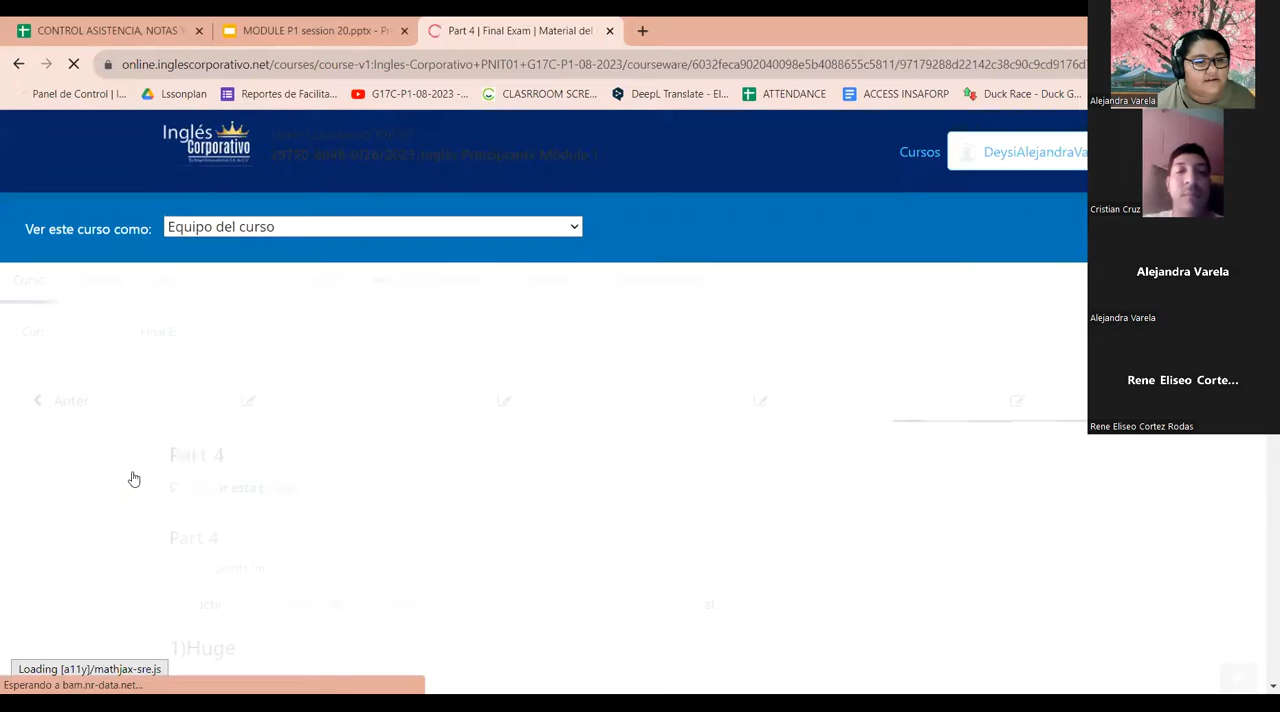 CONTROL ASISTENCIA, NOTAS
MODULE P1 session 20.pptx - Pr
Part 4 | Final Exam | Material del
online.inglescorporativo.net/courses/course-v1:Ingles-Corporativo+PNIT01+G17C-P1-08-2023/courseware/6032feca902040098e5b4088655c5811/97179288d22142c38c90c9cd9176d
Panel de Control | I...
Lssonplan
Reportes de Facilita...
G17C-P1-08-2023 -...
CLASRROOM SCRE...
DeepL Translate - El...
ATTENDANCE
ACCESS INSAFORP
Duck Race - Duck G...
Inglés
Corporativo
Cursos
DeysiAlejandraVa
Ver este curso como:
Equipo del curso
Curso
Final E
Anter
Part 4
Part 4
1)Huge
Loading [a11y]/mathjax-sre.js
Esperando a bam.nr-data.net...
Alejandra Varela
Cristian Cruz
Alejandra Varela
Alejandra Varela
Rene Eliseo Corte...
Rene Eliseo Cortez Rodas